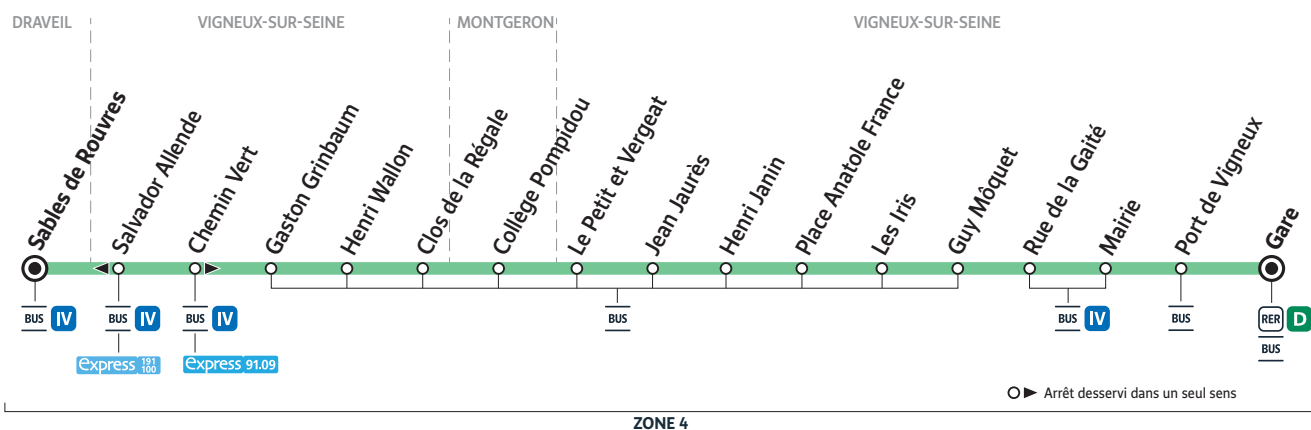 DRAVEIL
VIGNEUX-SUR-SEINE
MONTGERON
VIGNEUX-SUR-SEINE
Sables de Rouvres
Salvador Allende
Chemin Vert
Gaston Grinbaum
Henri Wallon
Clos de la Régale
Collège Pompidou
Le Petit et Vergeat
Jean Jaurès
Henri Janin
Place Anatole France
Les Iris
Guy Môquet
Rue de la Gaité
Mairie
Port de Vigneux
Gare
BUS IV
BUS IV
BUS IV
BUS
BUS IV
BUS
RER D
BUS
express 191 100
express 91.09
Arrêt desservi dans un seul sens
ZONE 4